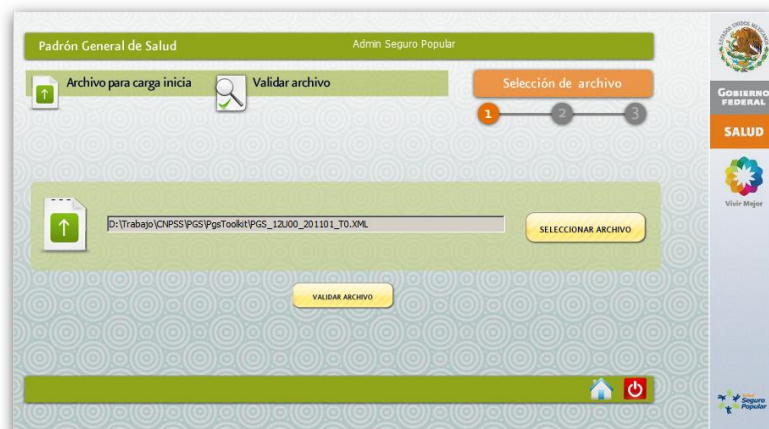 Padrón General de Salud
Admin Seguro Popular
Archivo para carga inicia
Validar archivo
Selección de archivo
1
2
3
D:\Trabajo\CNPSS\PGS\PgsToolkit\PGS_12U00_201101_T0.XML
SELECCIONAR ARCHIVO
VALIDAR ARCHIVO
GOBIERNO
FEDERAL
SALUD
Vivir Mejor
Seguro
Popular